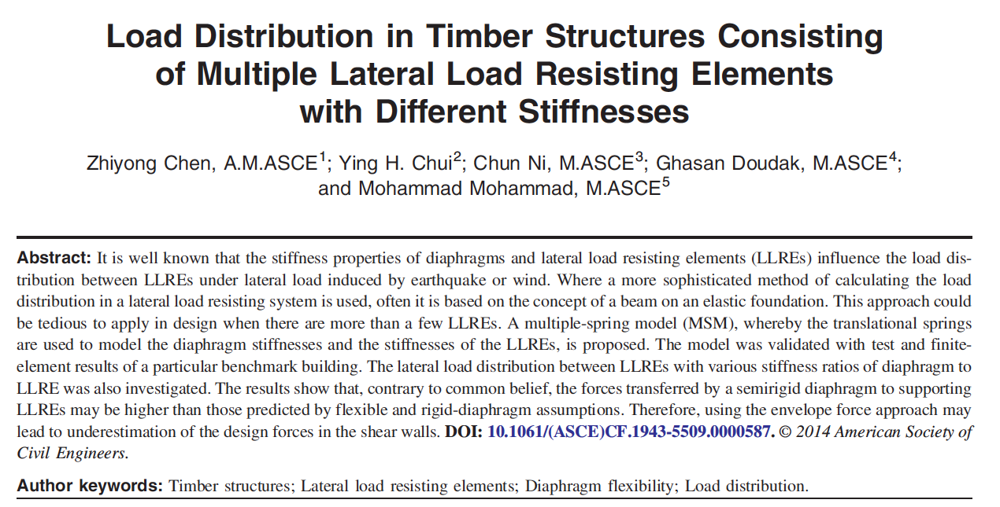 Load Distribution in Timber Structures Consisting
of Multiple Lateral Load Resisting Elements
with Different Stiffnesses
Zhiyong Chen, A.M.ASCE1; Ying H. Chui2; Chun Ni, M.ASCE3; Ghasan Doudak, M.ASCE4;
and Mohammad Mohammad, M.ASCE5
Abstract: It is well known that the stiffness properties of diaphragms and lateral load resisting elements (LLREs) influence the load dis-
tribution between LLREs under lateral load induced by earthquake or wind. Where a more sophisticated method of calculating the load
distribution in a lateral load resisting system is used, often it is based on the concept of a beam on an elastic foundation. This approach could
be tedious to apply in design when there are more than a few LLREs. A multiple-spring model (MSM), whereby the translational springs
are used to model the diaphragm stiffnesses and the stiffnesses of the LLREs, is proposed. The model was validated with test and finite-
element results of a particular benchmark building. The lateral load distribution between LLREs with various stiffness ratios of diaphragm to
LLRE was also investigated. The results show that, contrary to common belief, the forces transferred by a semirigid diaphragm to supporting
LLREs may be higher than those predicted by flexible and rigid-diaphragm assumptions. Therefore, using the envelope force approach may
lead to underestimation of the design forces in the shear walls. DOI: 10.1061/(ASCE)CF.1943-5509.0000587. © 2014 American Society of
Civil Engineers.
Author keywords: Timber structures; Lateral load resisting elements; Diaphragm flexibility; Load distribution.